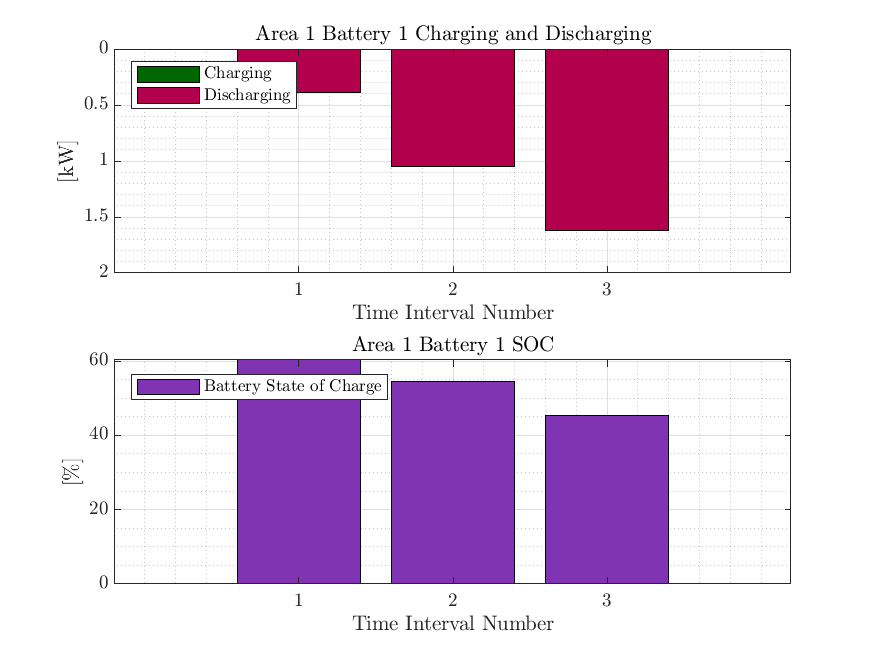 Area 1 Battery 1 Charging and Discharging
0
Charging
Discharging
0.5
1
1.5
2
[kW]
1 2 3
Time Interval Number
Area 1 Battery 1 SOC
60
Battery State of Charge
40
20
0
[%]
1 2 3
Time Interval Number